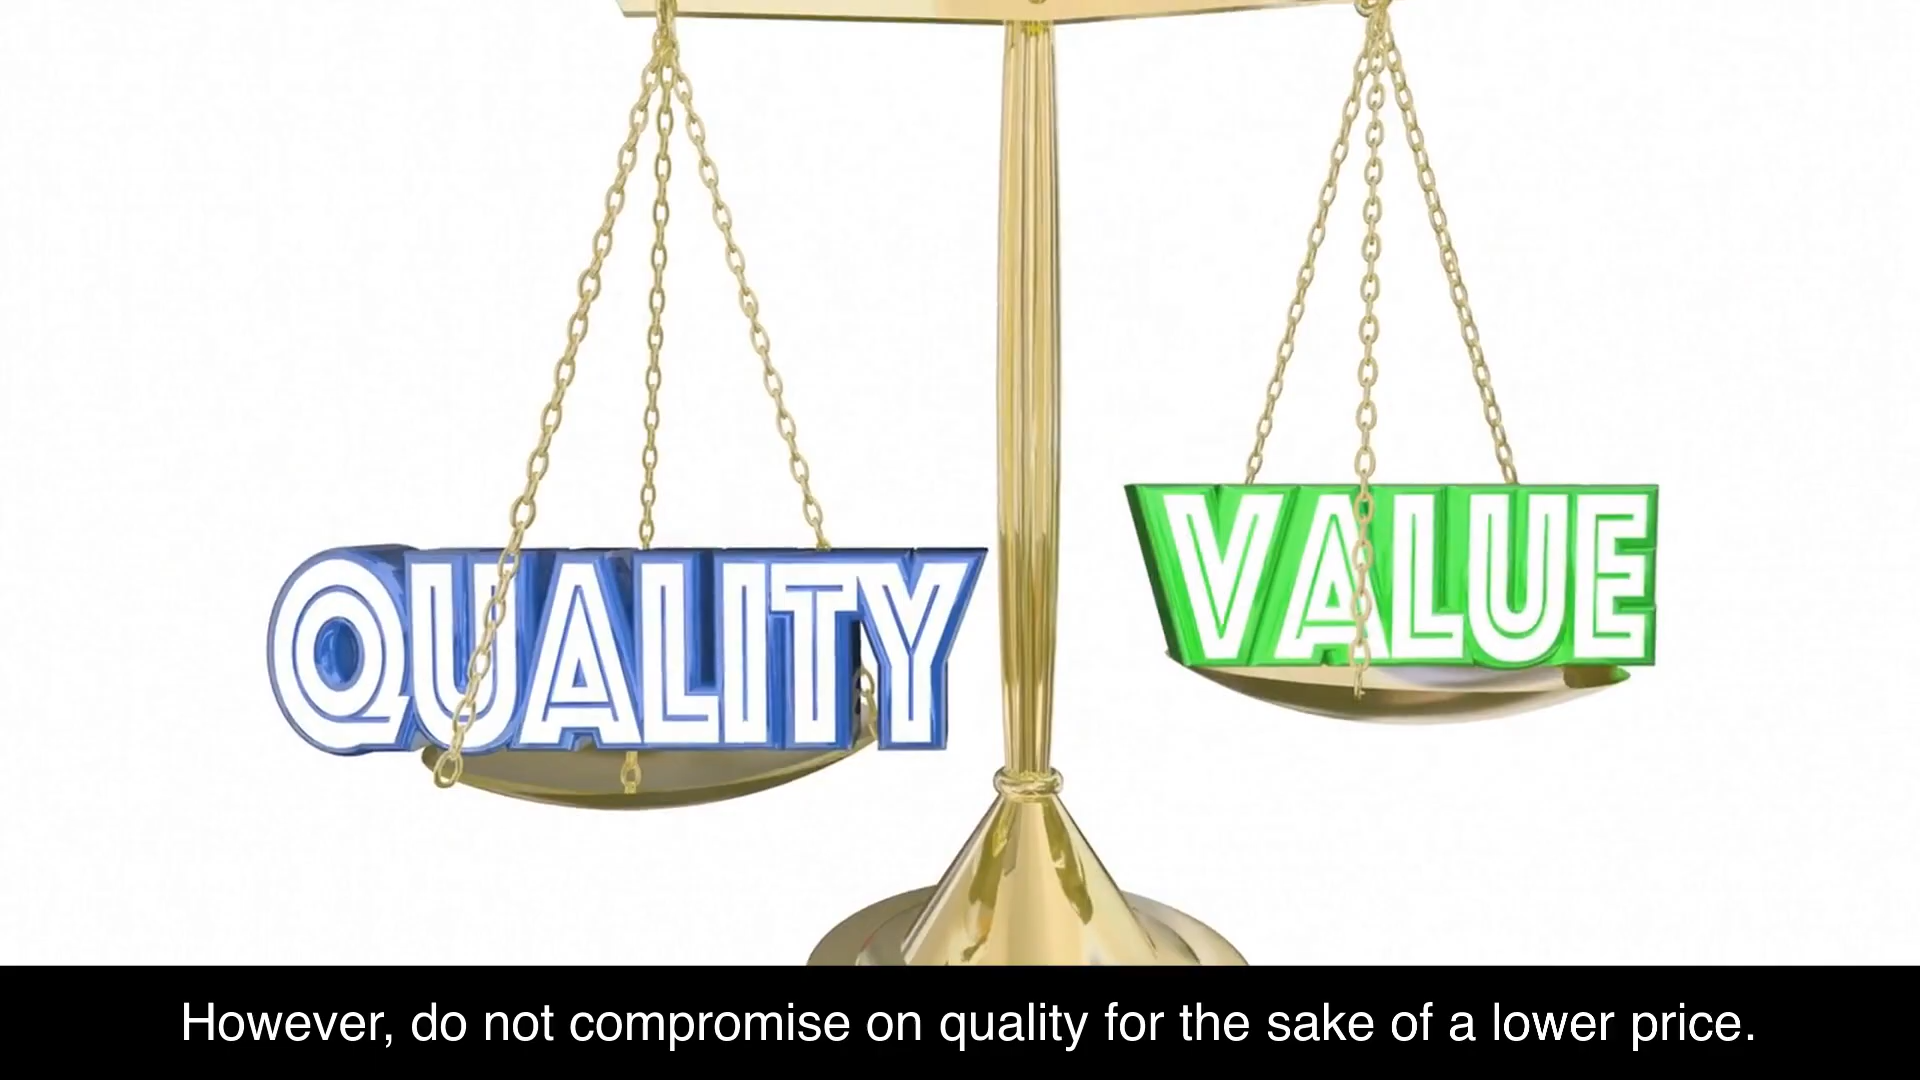 QUALITY
VALUE
However, do not compromise on quality for the sake of a lower price.